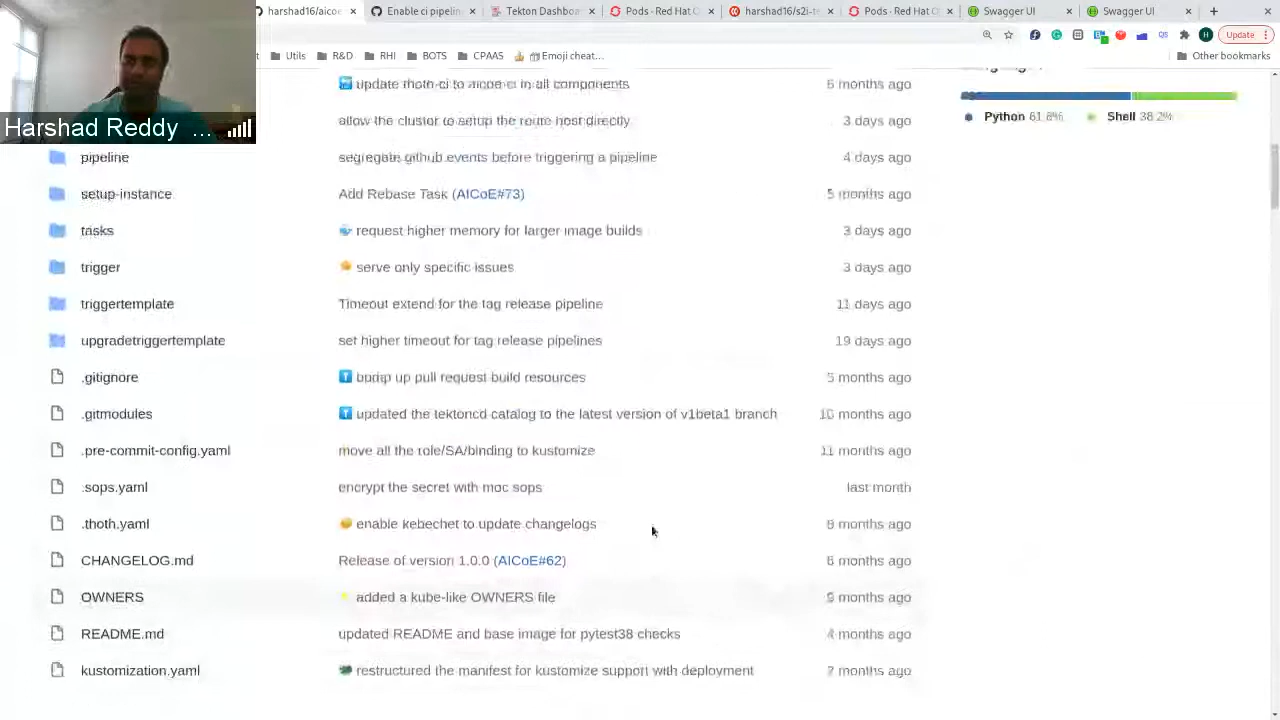 harshad16/aico
Enable ci pipelin
Tekton Dashboa
Pods · Red Hat O
harshad16/s2i-t
Pods · Red Hat O
Swagger UI
Swagger UI
Update
Utils
R&D
RHI
BOTS
CPAAS
Emoji cheat…
Other bookmarks
Harshad Reddy ...
update thoth-ci to aicoe-ci in all components
6 months ago
allow the cluster to setup the route host directly
3 days ago
Python 61.8%
Shell 38.2%
pipeline
segregate github events before triggering a pipeline
4 days ago
setup-instance
Add Rebase Task (AICoE#73)
5 months ago
tasks
request higher memory for larger image builds
3 days ago
trigger
serve only specific issues
3 days ago
triggertemplate
Timeout extend for the tag release pipeline
11 days ago
upgradetriggertemplate
set higher timeout for tag release pipelines
19 days ago
.gitignore
bump up pull request build resources
5 months ago
.gitmodules
updated the tektoncd catalog to the latest version of v1beta1 branch
10 months ago
.pre-commit-config.yaml
move all the role/SA/binding to kustomize
11 months ago
.sops.yaml
encrypt the secret with moc sops
last month
.thoth.yaml
enable kebechet to update changelogs
6 months ago
CHANGELOG.md
Release of version 1.0.0 (AICoE#62)
6 months ago
OWNERS
added a kube-like OWNERS file
9 months ago
README.md
updated README and base image for pytest38 checks
4 months ago
kustomization.yaml
restructured the manifest for kustomize support with deployment
7 months ago